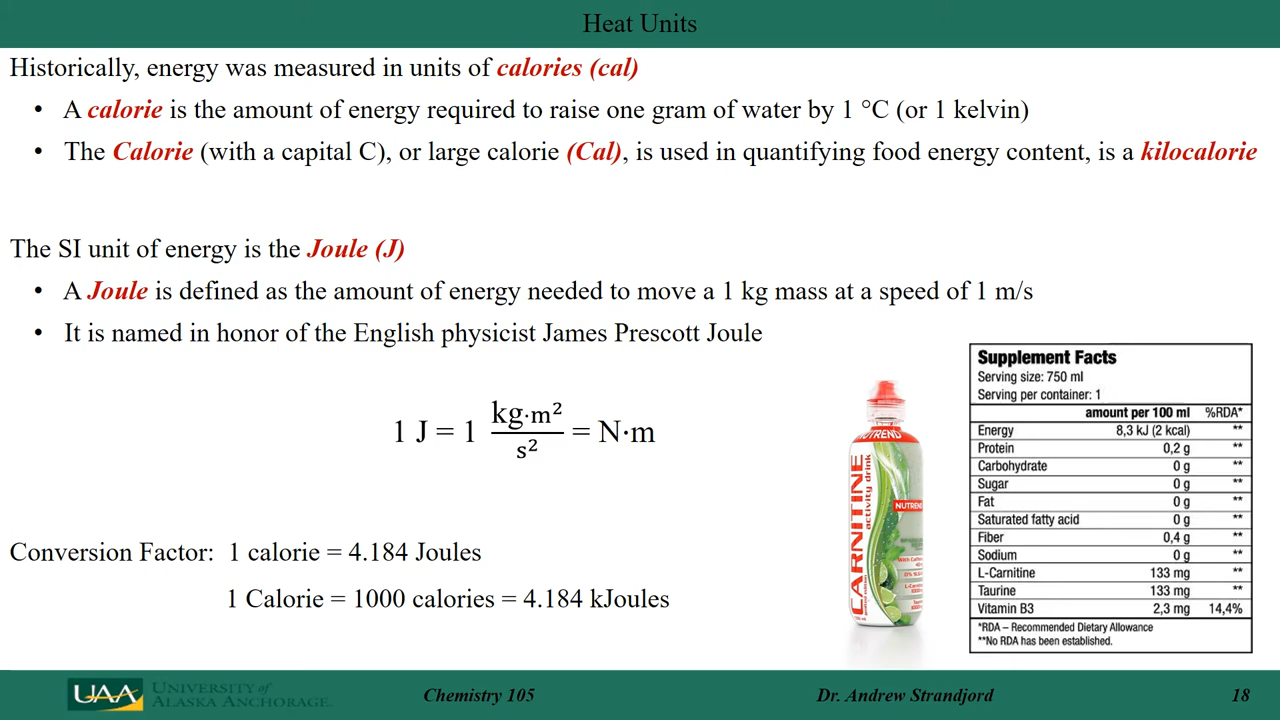 Heat Units
Historically, energy was measured in units of calories (cal)
• A calorie is the amount of energy required to raise one gram of water by 1 °C (or 1 kelvin)
• The Calorie (with a capital C), or large calorie (Cal), is used in quantifying food energy content, is a kilocalorie
The SI unit of energy is the Joule (J)
• A Joule is defined as the amount of energy needed to move a 1 kg mass at a speed of 1 m/s
• It is named in honor of the English physicist James Prescott Joule
1 J = 1 kg·m²/s² = N·m
Conversion Factor: 1 calorie = 4.184 Joules
1 Calorie = 1000 calories = 4.184 kJoules
NUTREND
CARNITINE
activity drink
NUTREND
Supplement Facts
Serving size: 750 ml
Serving per container: 1
amount per 100 ml %RDA*
Energy 8,3 kJ (2 kcal) **
Protein 0,2 g **
Carbohydrate 0 g **
Sugar 0 g **
Fat 0 g **
Saturated fatty acid 0 g **
Fiber 0,4 g **
Sodium 0 g **
L-Carnitine 133 mg **
Taurine 133 mg **
Vitamin B3 2,3 mg 14,4%
*RDA – Recommended Dietary Allowance
**No RDA has been established.
UAA UNIVERSITY of
ALASKA ANCHORAGE.
Chemistry 105
Dr. Andrew Strandjord
18